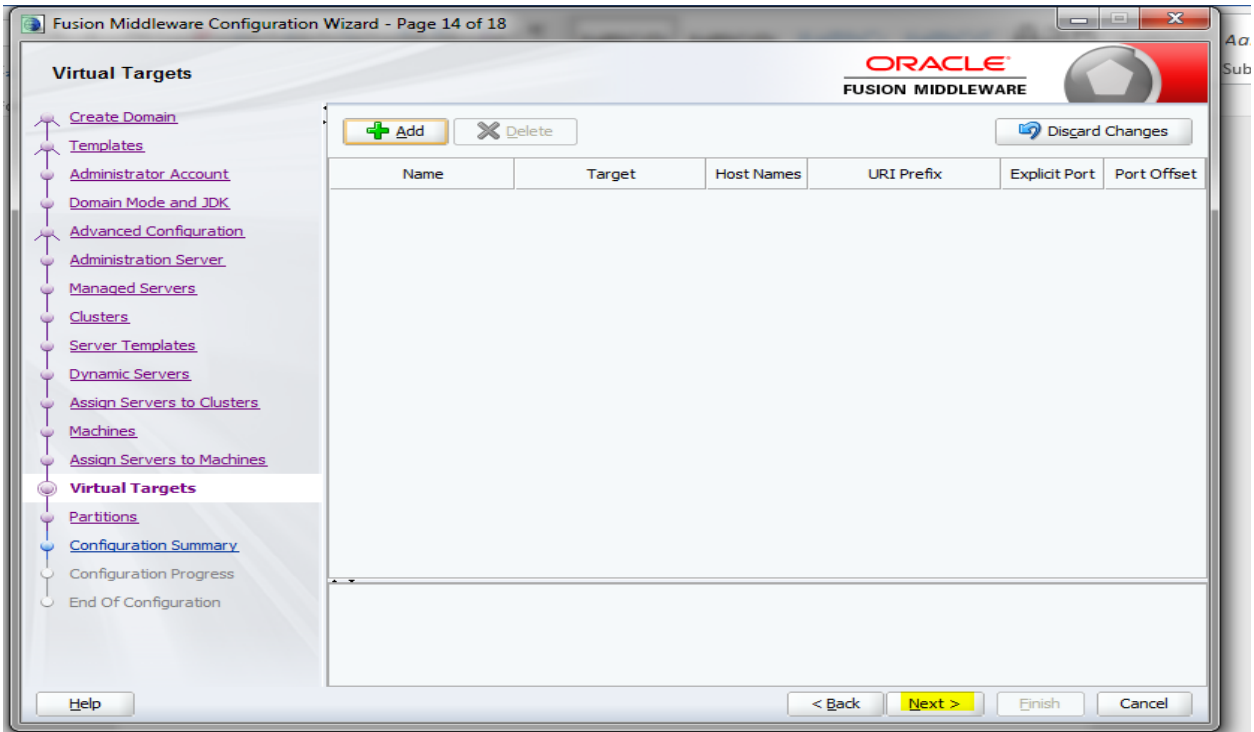 Fusion Middleware Configuration Wizard - Page 14 of 18
Virtual Targets
ORACLE
FUSION MIDDLEWARE
Create Domain
Templates
Administrator Account
Domain Mode and JDK
Advanced Configuration
Administration Server
Managed Servers
Clusters
Server Templates
Dynamic Servers
Assign Servers to Clusters
Machines
Assign Servers to Machines
Virtual Targets
Partitions
Configuration Summary
Configuration Progress
End Of Configuration
Add Delete Discard Changes
Name Target Host Names URI Prefix Explicit Port Port Offset
Help < Back Next > Finish Cancel